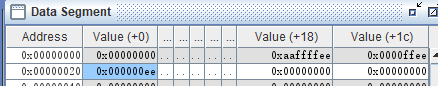 Data Segment
Address Value (+0) ... ... ... ... ... Value (+18) Value (+1c)
0x00000000 0x00000000 .. .. .. .. .. 0xaaffffee 0x0000ffee
0x00000020 0x000000ee .. .. .. .. .. 0x00000000 0x00000000